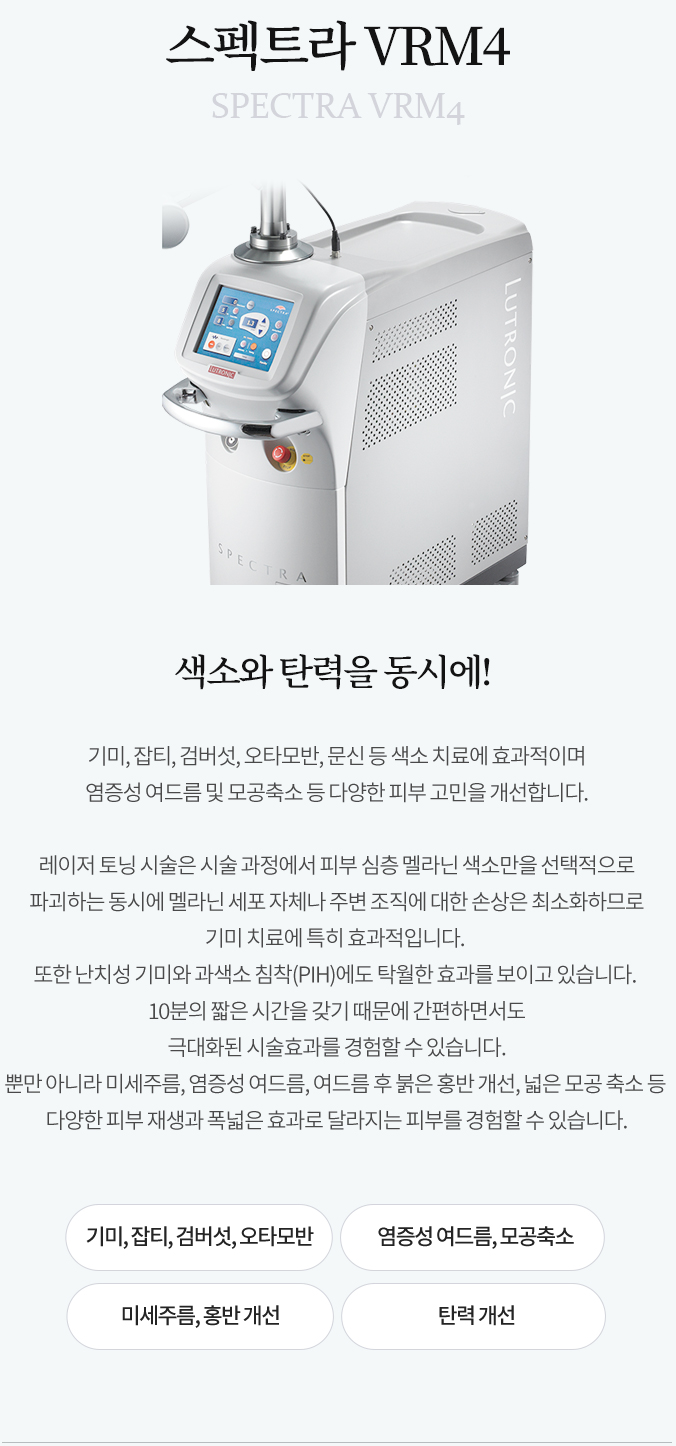 스펙트라 VRM4
SPECTRA VRM4
SPECTRA
LUTRONIC
LUTRONIC
SPECTRA
색소와 탄력을 동시에!
기미, 잡티, 검버섯, 오타모반, 문신 등 색소 치료에 효과적이며
염증성 여드름 및 모공축소 등 다양한 피부 고민을 개선합니다.
레이저 토닝 시술은 시술 과정에서 피부 심층 멜라닌 색소만을 선택적으로
파괴하는 동시에 멜라닌 세포 자체나 주변 조직에 대한 손상은 최소화하므로
기미 치료에 특히 효과적입니다.
또한 난치성 기미와 과색소 침착(PIH)에도 탁월한 효과를 보이고 있습니다.
10분의 짧은 시간을 갖기 때문에 간편하면서도
극대화된 시술효과를 경험할 수 있습니다.
뿐만 아니라 미세주름, 염증성 여드름, 여드름 후 붉은 홍반 개선, 넓은 모공 축소 등
다양한 피부 재생과 폭넓은 효과로 달라지는 피부를 경험할 수 있습니다.
기미, 잡티, 검버섯, 오타모반
염증성 여드름, 모공축소
미세주름, 홍반 개선
탄력 개선